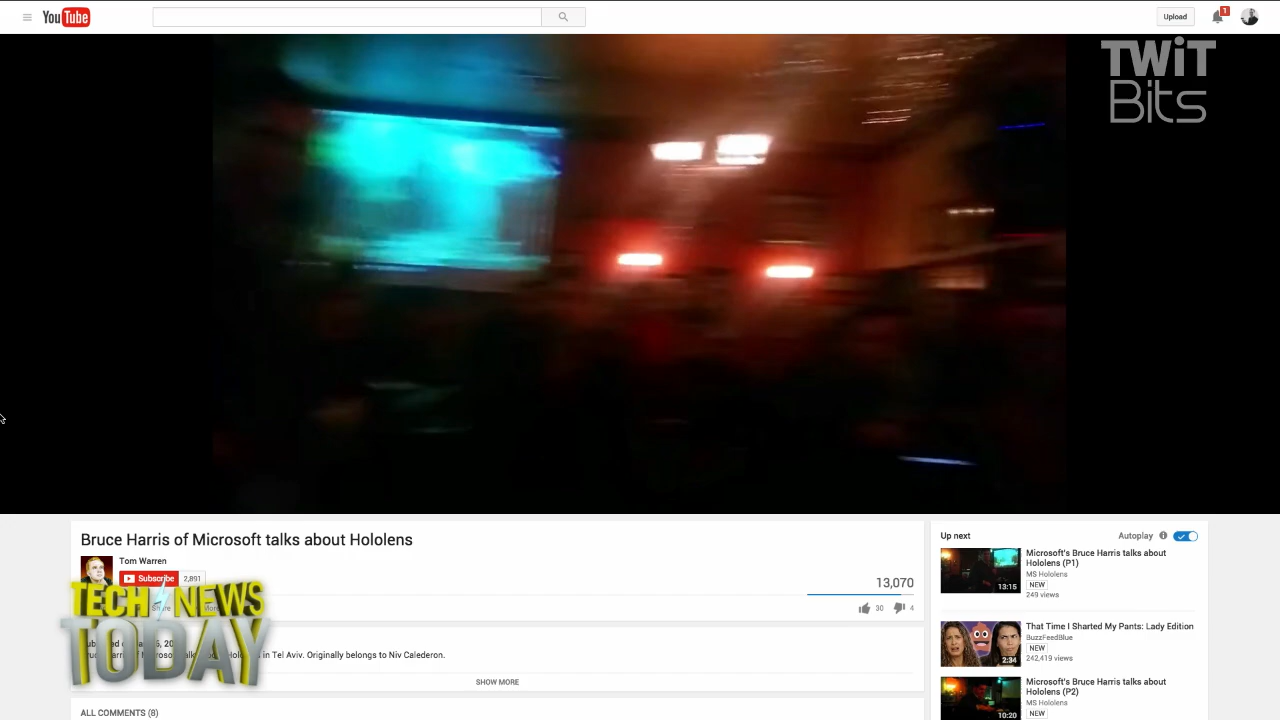 YouTube
Upload
1
TWiT
Bits
Bruce Harris of Microsoft talks about Hololens
Tom Warren
Subscribe 2,891
13,070
30 4
TECH NEWS
TODAY
in Tel Aviv. Originally belongs to Niv Calederon.
SHOW MORE
ALL COMMENTS (8)
Up next
Autoplay
Microsoft's Bruce Harris talks about
Hololens (P1)
MS Hololens
NEW
249 views
13:15
That Time I Sharted My Pants: Lady Edition
BuzzFeedBlue
NEW
242,419 views
2:34
Microsoft's Bruce Harris talks about
Hololens (P2)
MS Hololens
NEW
10:20